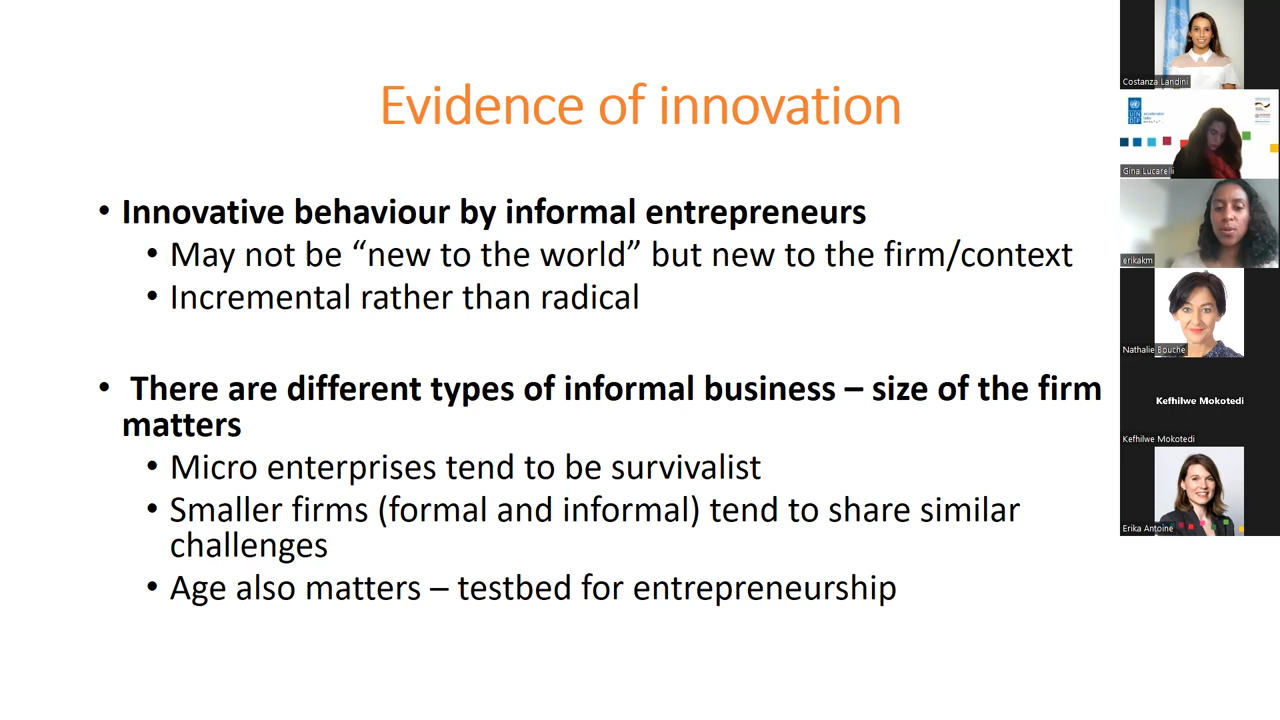 Evidence of innovation
• Innovative behaviour by informal entrepreneurs
• May not be “new to the world” but new to the firm/context
• Incremental rather than radical
• There are different types of informal business – size of the firm
matters
• Micro enterprises tend to be survivalist
• Smaller firms (formal and informal) tend to share similar
challenges
• Age also matters – testbed for entrepreneurship
Costanza Landini
Gina Lucarelli
erikakm
Nathalie Bouche
Kefhilwe Mokotedi
Kefhilwe Mokotedi
Erika Antoine